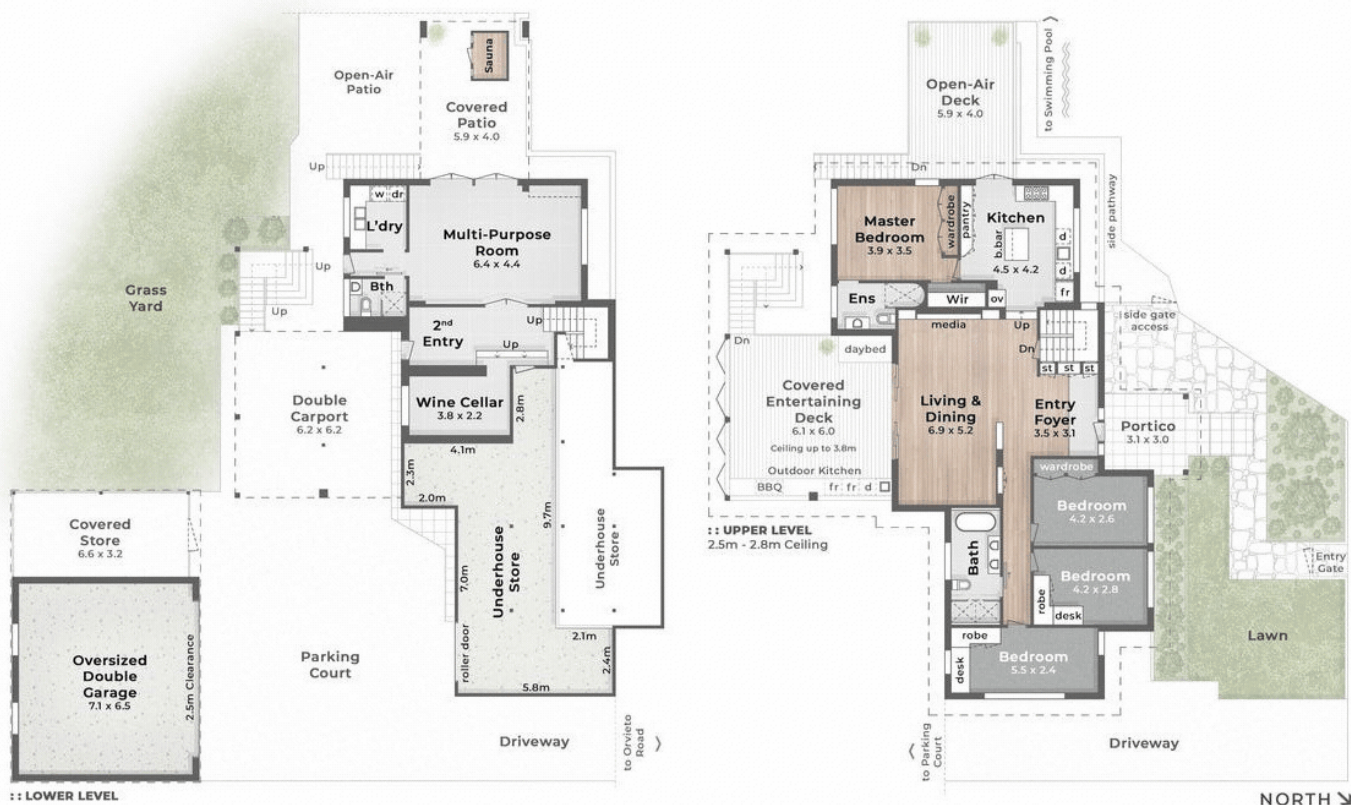 Open-Air
Patio
Sauna
Covered
Patio
5.9 x 4.0
Up
w dr
L'dry
Multi-Purpose
Room
6.4 x 4.4
Up
Bth
Up
2nd
Entry
Up
Up
Grass
Yard
Double
Carport
6.2 x 6.2
Wine Cellar
3.8 x 2.2
2.8m
4.1m
2.3m
2.0m
9.7m
Underhouse
Store
Underhouse
Store
7.0m
roller door
2.1m
2.4m
5.8m
Covered
Store
6.6 x 3.2
Oversized
Double
Garage
7.1 x 6.5
2.5m Clearance
Parking
Court
Driveway
to Orvieto
Road
:: LOWER LEVEL
Open-Air
Deck
5.9 x 4.0
to Swimming Pool
Dn
side pathway
Master
Bedroom
3.9 x 3.5
wardrobe
pantry
Kitchen
b.bar
4.5 x 4.2
d
d
fr
Ens
Wir
ov
media
Up
Dn
st st st
side gate
access
Dn
daybed
Covered
Entertaining
Deck
6.1 x 6.0
Ceiling up to 3.8m
Outdoor Kitchen
BBQ
fr fr d
Living &
Dining
6.9 x 5.2
Entry
Foyer
3.5 x 3.1
Portico
3.1 x 3.0
wardrobe
Bedroom
4.2 x 2.6
:: UPPER LEVEL
2.5m - 2.8m Ceiling
Bath
Bedroom
4.2 x 2.8
robe
desk
Entry
Gate
robe
desk
Bedroom
5.5 x 2.4
Lawn
to Parking
Court
Driveway
NORTH